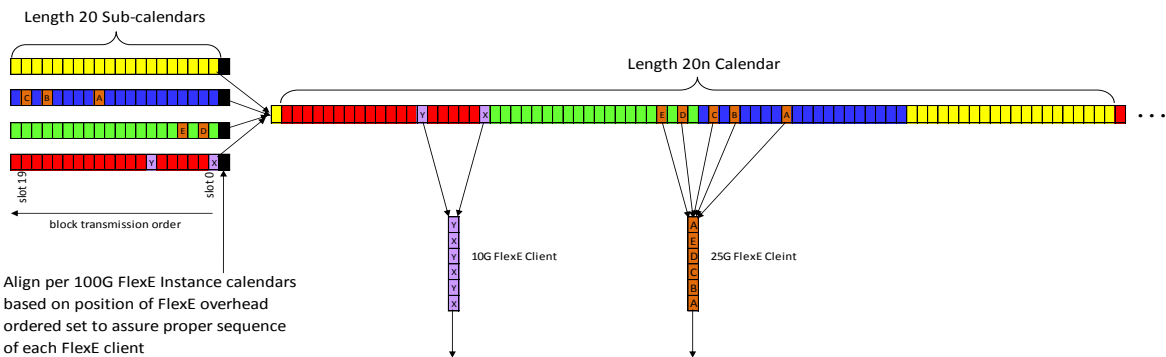 Length 20 Sub-calendars
Length 20n Calendar
C B A
E D
Y X
Y X E D C B A
...
slot 19
slot 0
block transmission order
Align per 100G FlexE Instance calendars
based on position of FlexE overhead
ordered set to assure proper sequence
of each FlexE client
Y
X
Y
X
Y
X
10G FlexE Client
A
E
D
C
B
A
25G FlexE Cleint